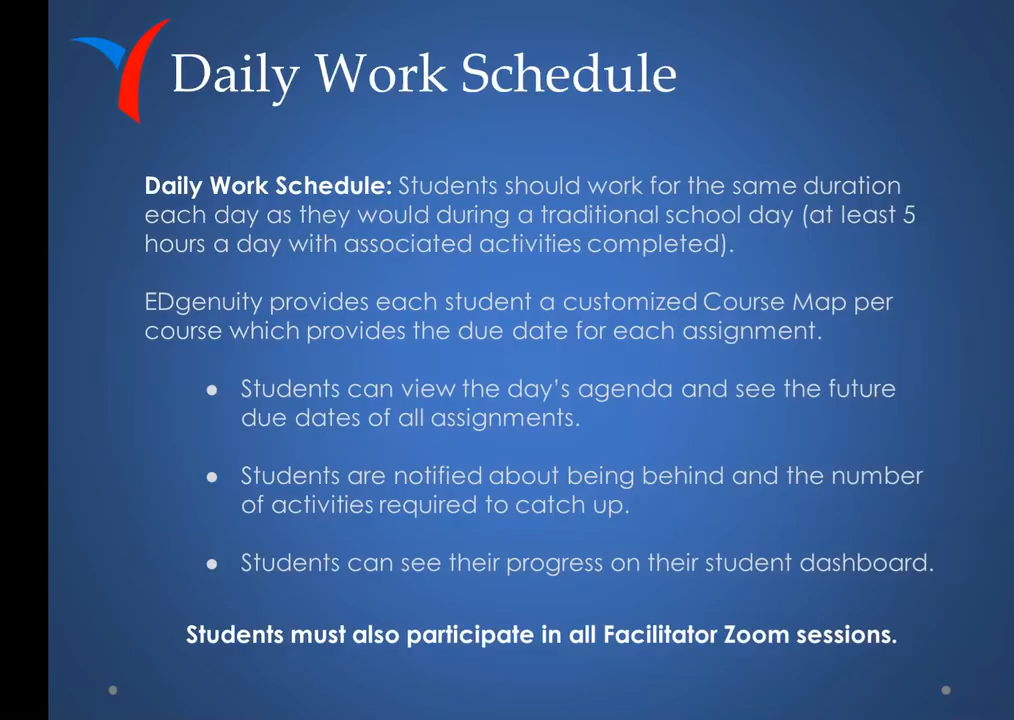 Daily Work Schedule
Daily Work Schedule: Students should work for the same duration
each day as they would during a traditional school day (at least 5
hours a day with associated activities completed).
EDgenuity provides each student a customized Course Map per
course which provides the due date for each assignment.
● Students can view the day's agenda and see the future
due dates of all assignments.
● Students are notified about being behind and the number
of activities required to catch up.
● Students can see their progress on their student dashboard.
Students must also participate in all Facilitator Zoom sessions.